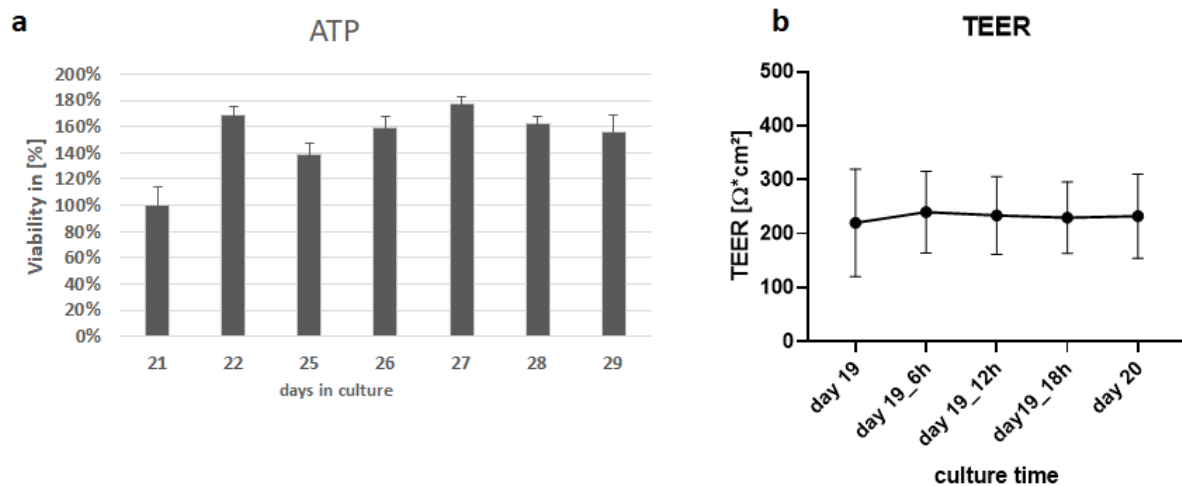 a
ATP
Viability in [%]
200%
180%
160%
140%
120%
100%
80%
60%
40%
20%
0%
21 22 25 26 27 28 29
days in culture
b
TEER
TEER [Ω*cm²]
500
400
300
200
100
0
day 19
day 19_6h
day 19_12h
day19_18h
day 20
culture time